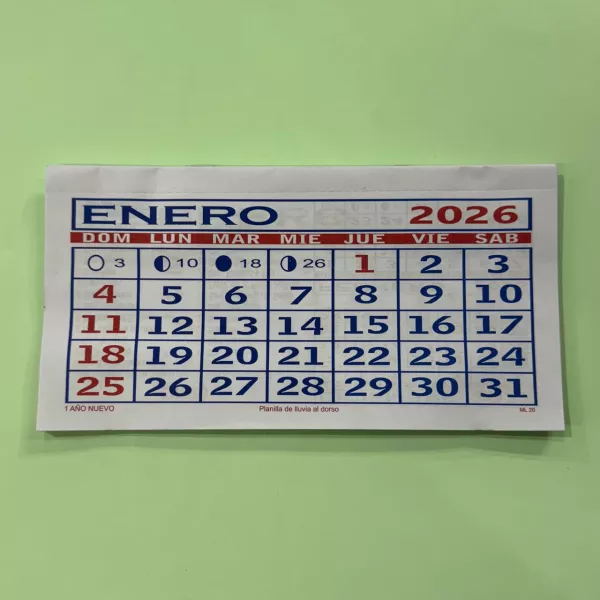 ENERO 2026
DOM LUN MAR MIE JUE VIE SAB
3 10 18 26 1 2 3
4 5 6 7 8 9 10
11 12 13 14 15 16 17
18 19 20 21 22 23 24
25 26 27 28 29 30 31
1 AÑO NUEVO Planilla de lluvia al dorso ML 20